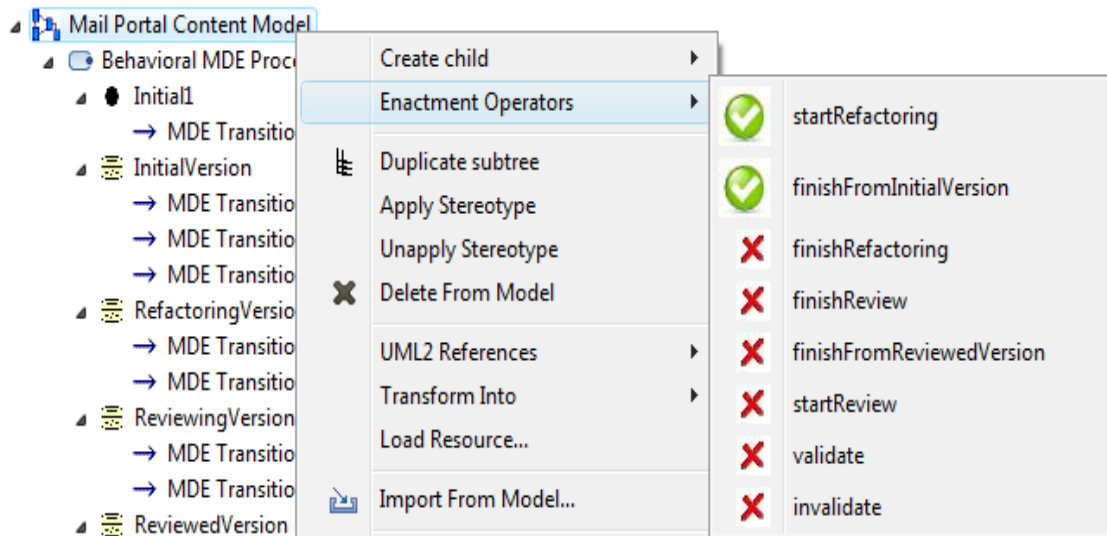 Mail Portal Content Model
Behavioral MDE Proc
Initial1
MDE Transitio
InitialVersion
MDE Transitio
MDE Transitio
MDE Transitio
RefactoringVersio
MDE Transitio
MDE Transitio
ReviewingVersion
MDE Transitio
MDE Transitio
ReviewedVersion
Create child
Enactment Operators
Duplicate subtree
Apply Stereotype
Unapply Stereotype
Delete From Model
UML2 References
Transform Into
Load Resource...
Import From Model...
startRefactoring
finishFromInitialVersion
finishRefactoring
finishReview
finishFromReviewedVersion
startReview
validate
invalidate